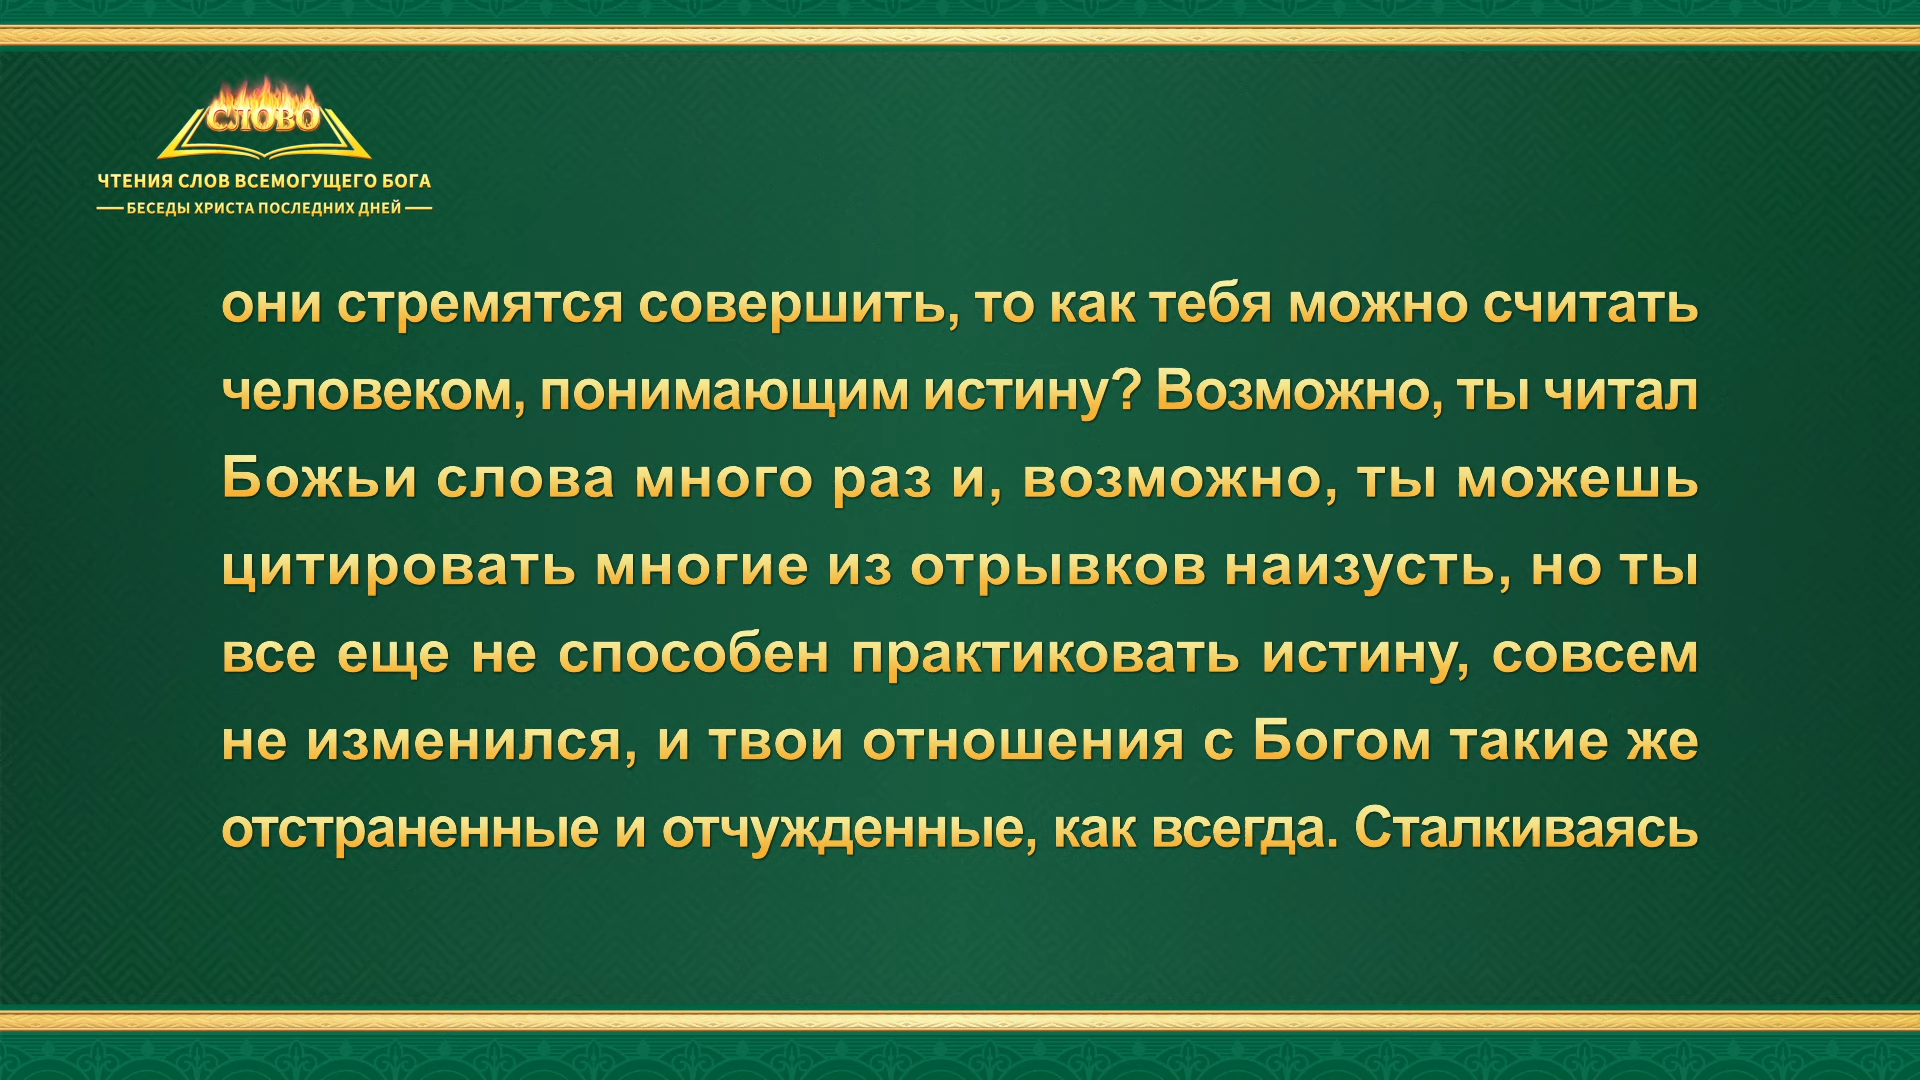 СЛОВО
ЧТЕНИЯ СЛОВ ВСЕМОГУЩЕГО БОГА
БЕСЕДЫ ХРИСТА ПОСЛЕДНИХ ДНЕЙ
они стремятся совершить, то как тебя можно считать
человеком, понимающим истину? Возможно, ты читал
Божьи слова много раз и, возможно, ты можешь
цитировать многие из отрывков наизусть, но ты
все еще не способен практиковать истину, совсем
не изменился, и твои отношения с Богом такие же
отстраненные и отчужденные, как всегда. Сталкиваясь